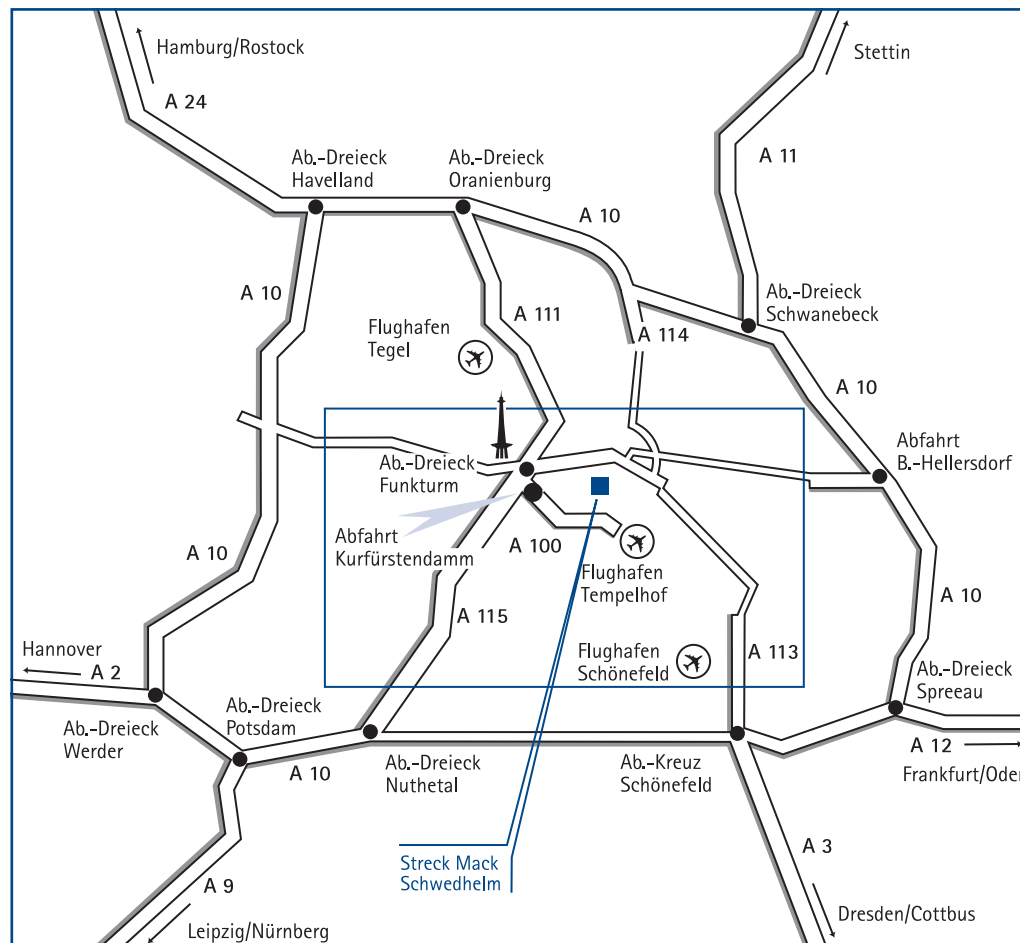 Hamburg/Rostock
Stettin
A 24
A 11
Ab.-Dreieck
Havelland
Ab.-Dreieck
Oranienburg
A 10
A 10
A 111
Ab.-Dreieck
Schwanebeck
Flughafen
Tegel
A 114
A 10
Abfahrt
B.-Hellersdorf
Ab.-Dreieck
Funkturm
Abfahrt
Kurfürstendamm
A 100
A 10
Flughafen
Tempelhof
A 10
A 115
Hannover
A 2
Flughafen
Schönefeld
A 113
Ab.-Dreieck
Spreeau
Ab.-Dreieck
Potsdam
Ab.-Dreieck
Werder
A 10
Ab.-Dreieck
Nuthetal
Ab.-Kreuz
Schönefeld
A 12
Frankfurt/Oder
Streck Mack
Schwedhelm
A 3
A 9
Leipzig/Nürnberg
Dresden/Cottbus